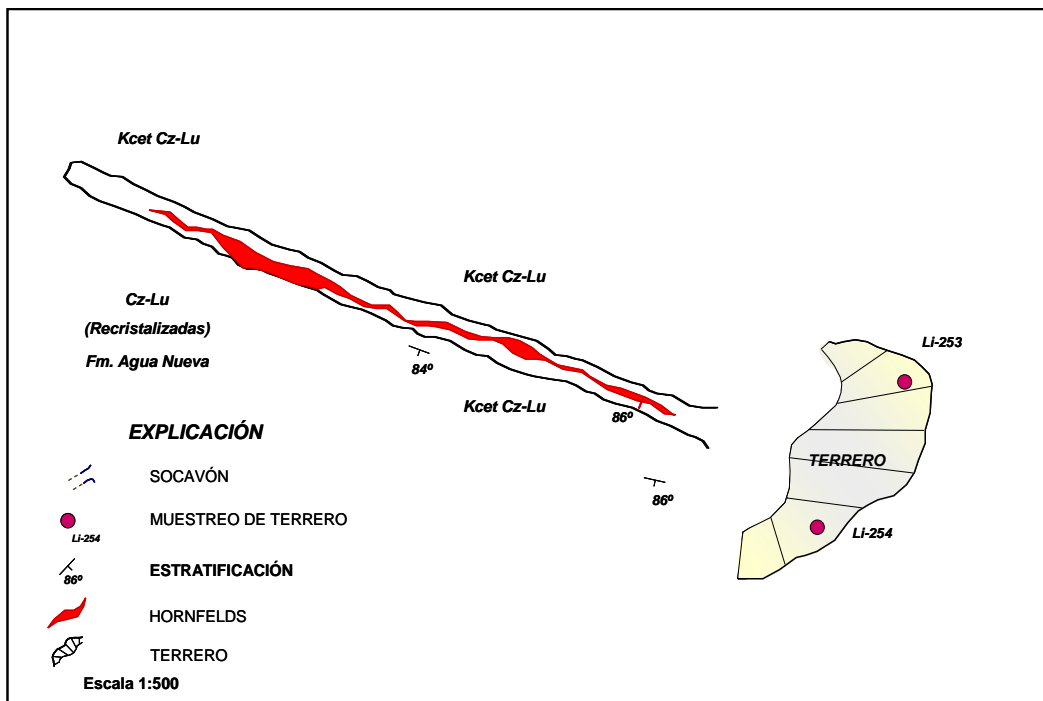 Kcet Cz-Lu
Kcet Cz-Lu
Cz-Lu
(Recristalizadas)
Fm. Agua Nueva
84º
Kcet Cz-Lu
86º
86º
Li-253
TERRERO
Li-254
EXPLICACIÓN
SOCAVÓN
MUESTREO DE TERRERO
Li-254
ESTRATIFICACIÓN
86º
HORNFELDS
TERRERO
Escala 1:500